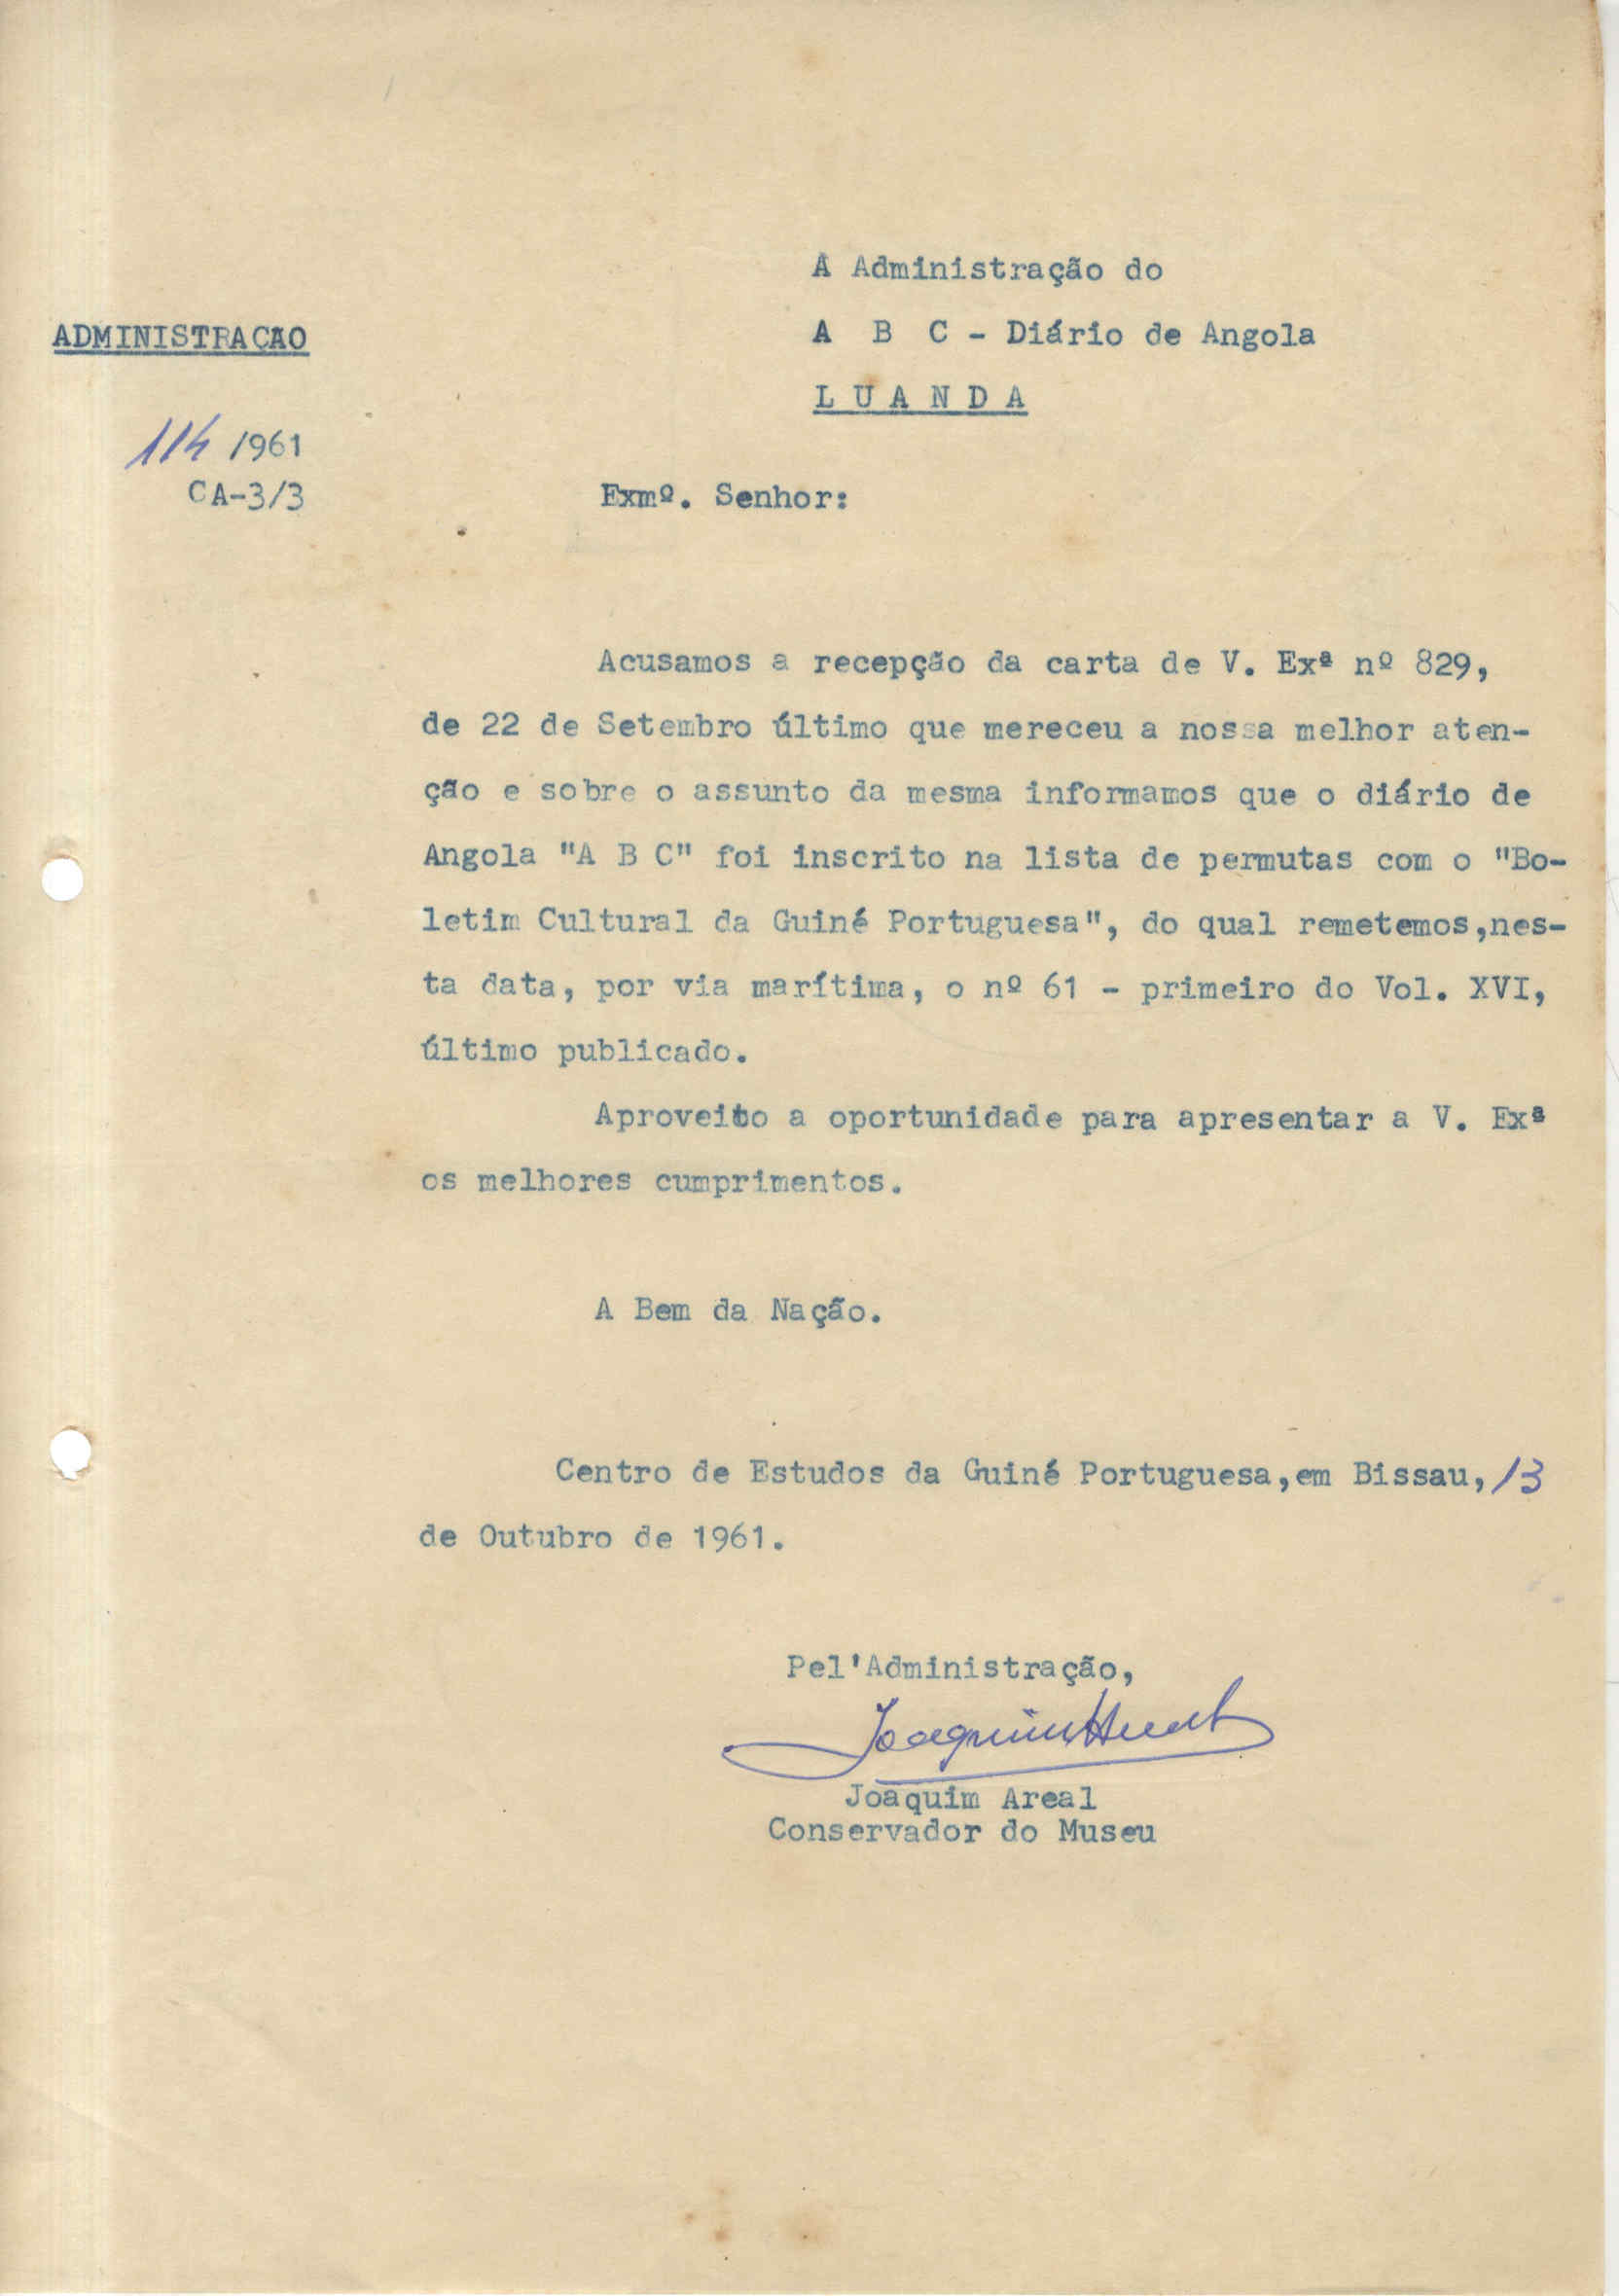 À Administração do
A B C - Diário de Angola
L U A N D A
ADMINISTRAÇÃO
114 /961
CA-3/3
Exmº. Senhor:
Acusamos a recepção da carta de V. Exª nº 829,
de 22 de Setembro último que mereceu a nossa melhor aten-
ção e sobre o assunto da mesma informamos que o diário de
Angola "A B C" foi inscrito na lista de permutas com o "Bo-
letim Cultural da Guiné Portuguesa", do qual remetemos,nes-
ta data, por via marítima, o nº 61 - primeiro do Vol. XVI,
último publicado.
Aproveito a oportunidade para apresentar a V. Exª
os melhores cumprimentos.
A Bem da Nação.
Centro de Estudos da Guiné Portuguesa,em Bissau,13
de Outubro de 1961.
Pel'Administração,
Joaquim Areal
Joaquim Areal
Conservador do Museu